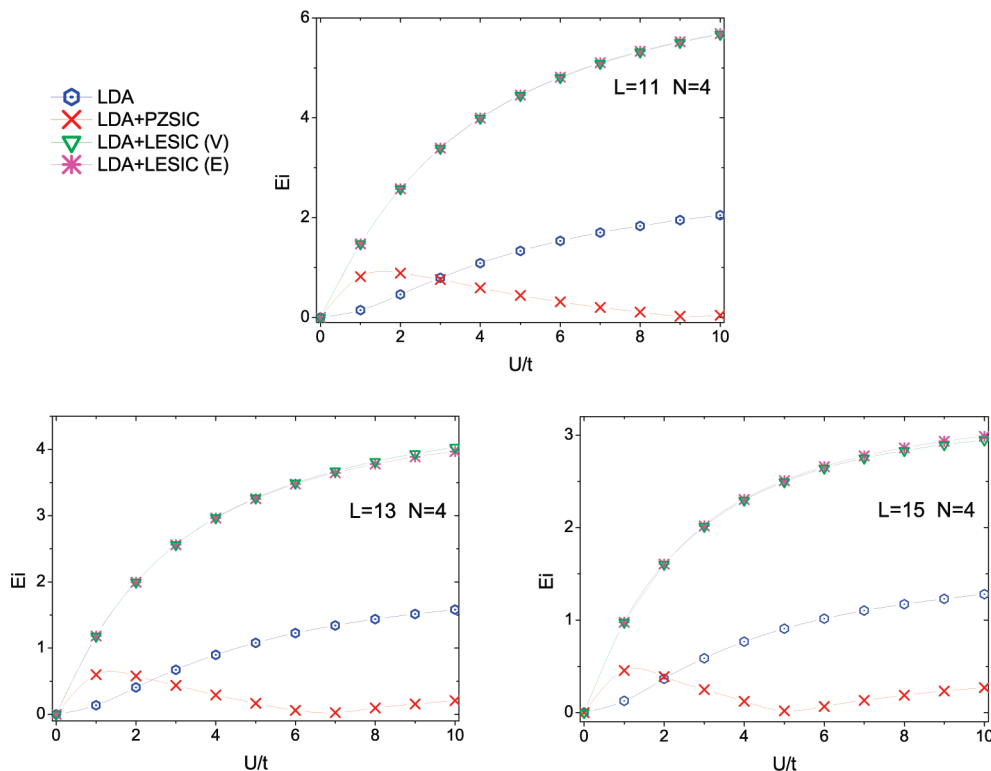 LDA
LDA+PZSIC
LDA+LESIC (V)
LDA+LESIC (E)
6
4
2
0
Ei
L=11 N=4
0 2 4 6 8 10
U/t
4
3
2
1
0
Ei
L=13 N=4
0 2 4 6 8 10
U/t
3
2
1
0
Ei
L=15 N=4
0 2 4 6 8 10
U/t